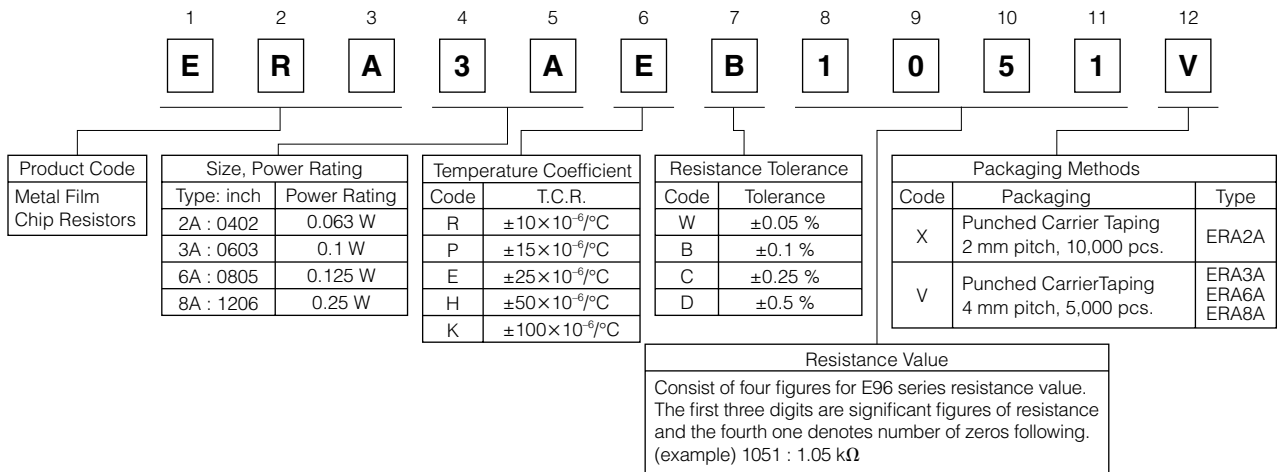 1 2 3 4 5 6 7 8 9 10 11 12
E R A 3 A E B 1 0 5 1 V
Product Code
Metal Film
Chip Resistors
Size, Power Rating
Type: inch Power Rating
2A : 0402 0.063 W
3A : 0603 0.1 W
6A : 0805 0.125 W
8A : 1206 0.25 W
Temperature Coefficient
Code T.C.R.
R ±10×10⁻⁶/°C
P ±15×10⁻⁶/°C
E ±25×10⁻⁶/°C
H ±50×10⁻⁶/°C
K ±100×10⁻⁶/°C
Resistance Tolerance
Code Tolerance
W ±0.05 %
B ±0.1 %
C ±0.25 %
D ±0.5 %
Packaging Methods
Code Packaging Type
X Punched Carrier Taping
2 mm pitch, 10,000 pcs. ERA2A
V Punched CarrierTaping
4 mm pitch, 5,000 pcs.
ERA3A
ERA6A
ERA8A
Resistance Value
Consist of four figures for E96 series resistance value.
The first three digits are significant figures of resistance
and the fourth one denotes number of zeros following.
(example) 1051 : 1.05 kΩ